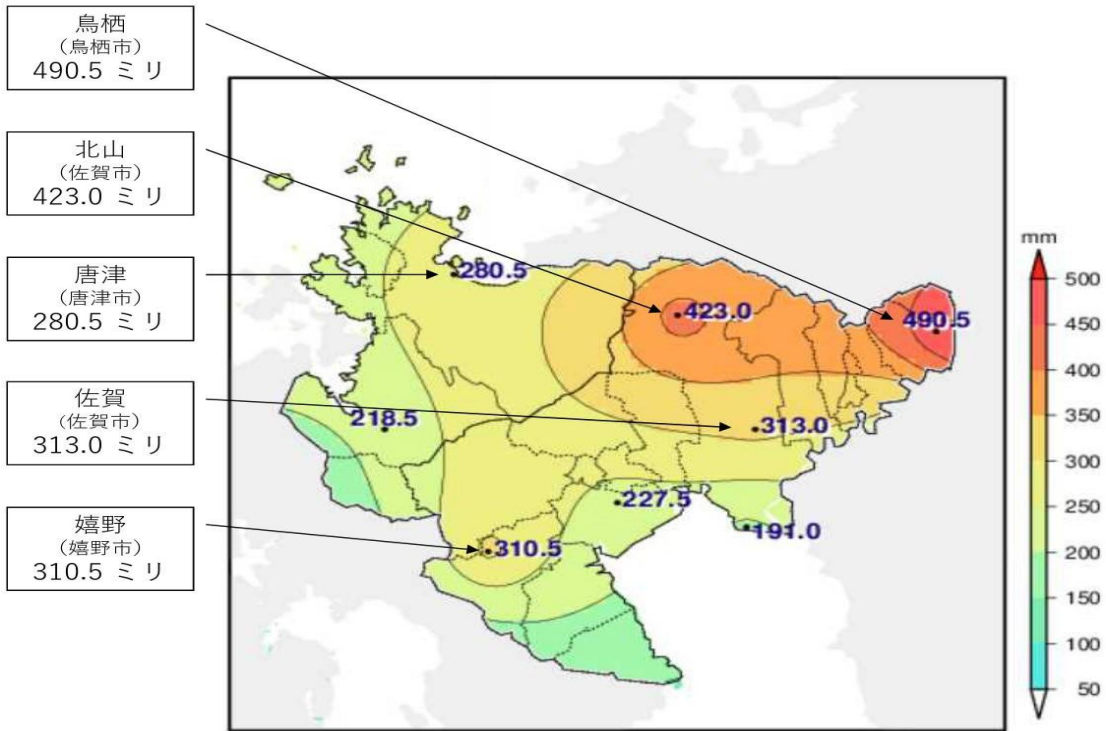 鳥栖
（鳥栖市）
490.5 ミリ
北山
（佐賀市）
423.0 ミリ
唐津
（唐津市）
280.5 ミリ
佐賀
（佐賀市）
313.0 ミリ
嬉野
（嬉野市）
310.5 ミリ
280.5
423.0
490.5
218.5
313.0
227.5
191.0
310.5
mm
500
450
400
350
300
250
200
150
100
50